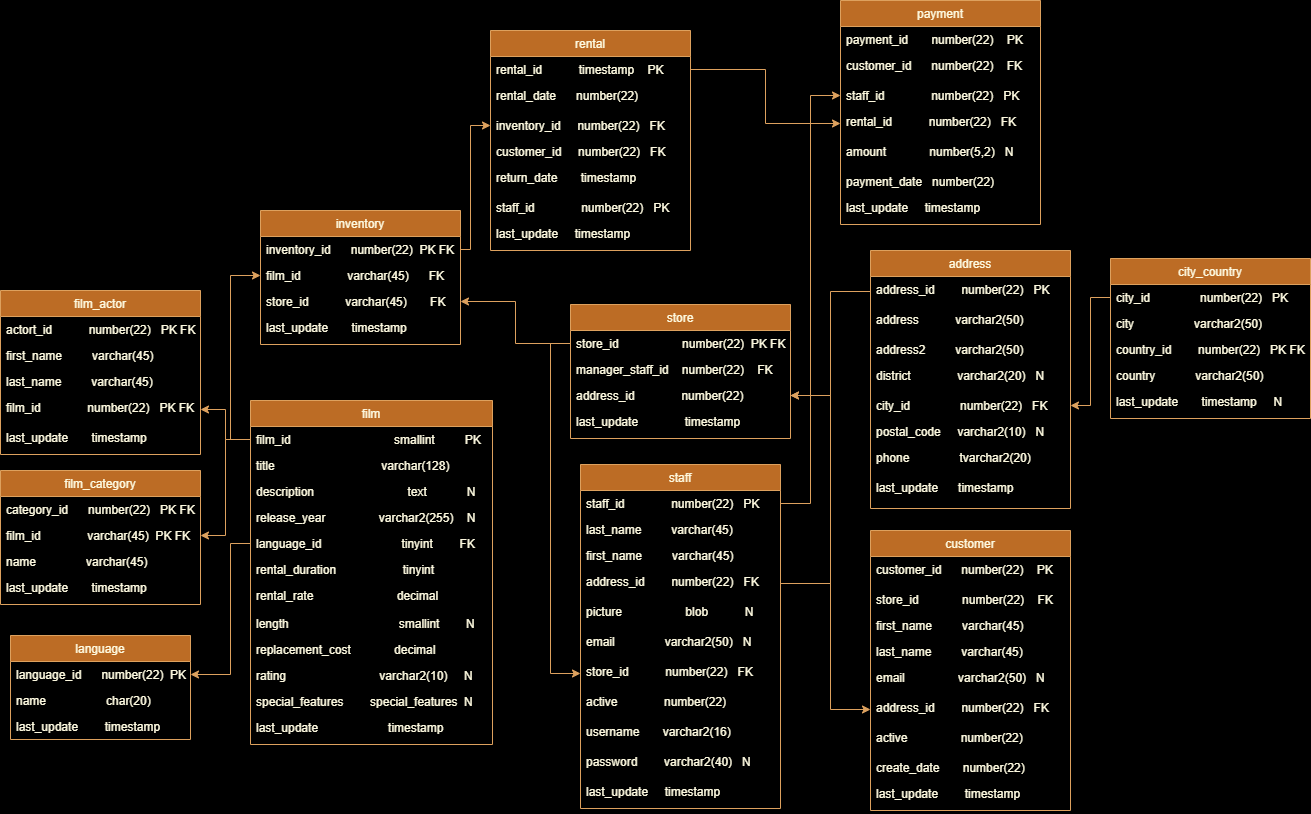 payment
payment_id number(22) PK
customer_id number(22) FK
staff_id number(22) PK
rental_id number(22) FK
amount number(5,2) N
payment_date number(22)
last_update timestamp
rental
rental_id timestamp PK
rental_date number(22)
inventory_id number(22) FK
customer_id number(22) FK
return_date timestamp
staff_id number(22) PK
last_update timestamp
inventory
inventory_id number(22) PK FK
film_id varchar(45) FK
store_id varchar(45) FK
last_update timestamp
address
address_id number(22) PK
address varchar2(50)
address2 varchar2(50)
district varchar2(20) N
city_id number(22) FK
postal_code varchar2(10) N
phone tvarchar2(20)
last_update timestamp
city_country
city_id number(22) PK
city varchar2(50)
country_id number(22) PK FK
country varchar2(50)
last_update timestamp N
film_actor
actort_id number(22) PK FK
first_name varchar(45)
last_name varchar(45)
film_id number(22) PK FK
last_update timestamp
store
store_id number(22) PK FK
manager_staff_id number(22) FK
address_id number(22)
last_update timestamp
film
film_id smallint PK
title varchar(128)
description text N
release_year varchar2(255) N
language_id tinyint FK
rental_duration tinyint
rental_rate decimal
length smallint N
replacement_cost decimal
rating varchar2(10) N
special_features special_features N
last_update timestamp
film_category
category_id number(22) PK FK
film_id varchar(45) PK FK
name varchar(45)
last_update timestamp
staff
staff_id number(22) PK
last_name varchar(45)
first_name varchar(45)
address_id number(22) FK
picture blob N
email varchar2(50) N
store_id number(22) FK
active number(22)
username varchar2(16)
password varchar2(40) N
last_update timestamp
customer
customer_id number(22) PK
store_id number(22) FK
first_name varchar(45)
last_name varchar(45)
email varchar2(50) N
address_id number(22) FK
active number(22)
create_date number(22)
last_update timestamp
language
language_id number(22) PK
name char(20)
last_update timestamp